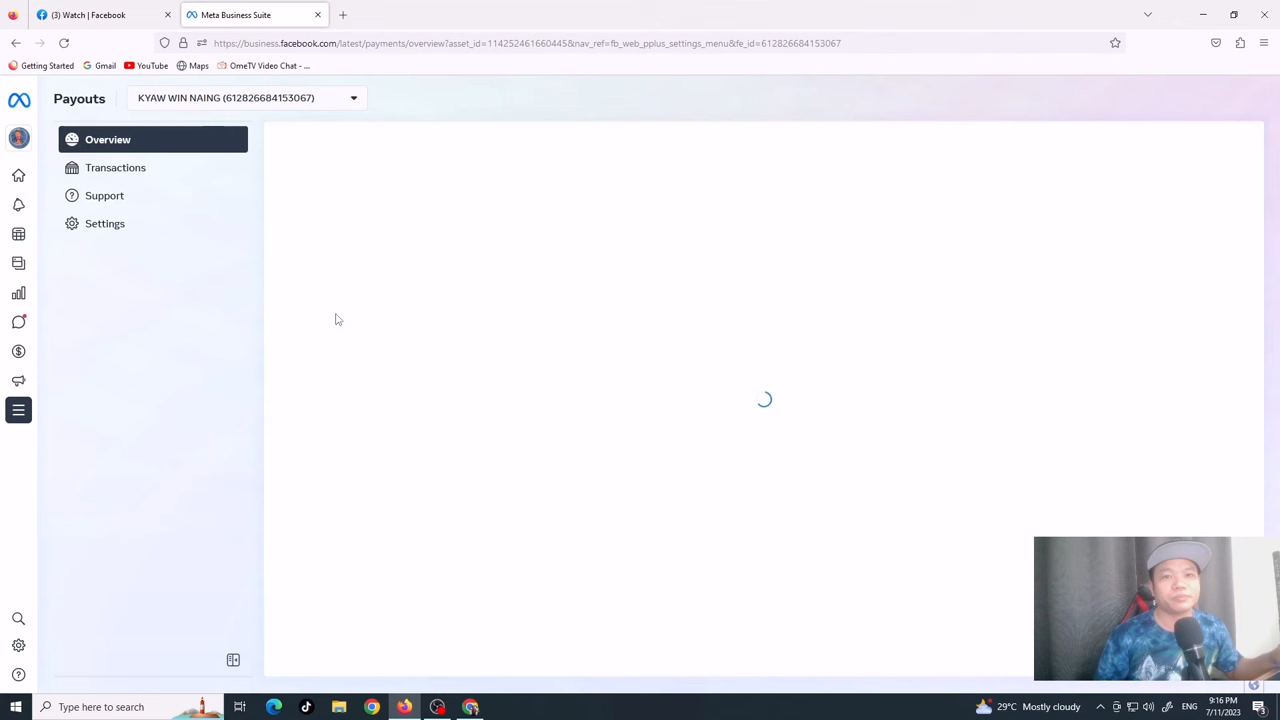 (3) Watch | Facebook
Meta Business Suite
https://business.facebook.com/latest/payments/overview?asset_id=114252461660445&nav_ref=fb_web_pplus_settings_menu&fe_id=612826684153067
Getting Started
Gmail
YouTube
Maps
OmeTV Video Chat - ...
Payouts
KYAW WIN NAING (612826684153067)
Overview
Transactions
Support
Settings
Type here to search
29°C Mostly cloudy
9:16 PM
7/11/2023
3